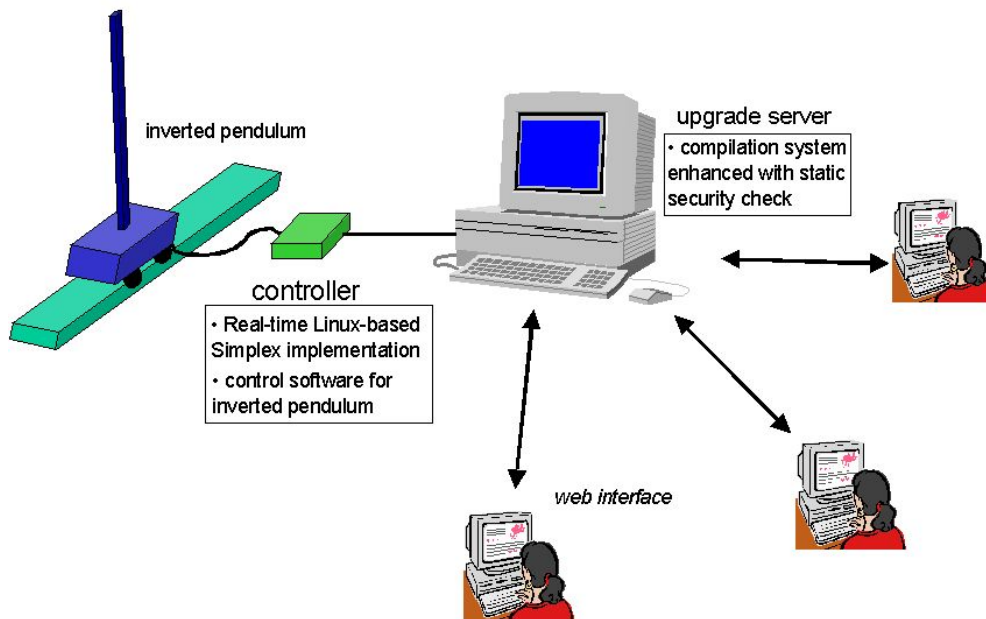 inverted pendulum
upgrade server
• compilation system
enhanced with static
security check
controller
• Real-time Linux-based
Simplex implementation
• control software for
inverted pendulum
web interface